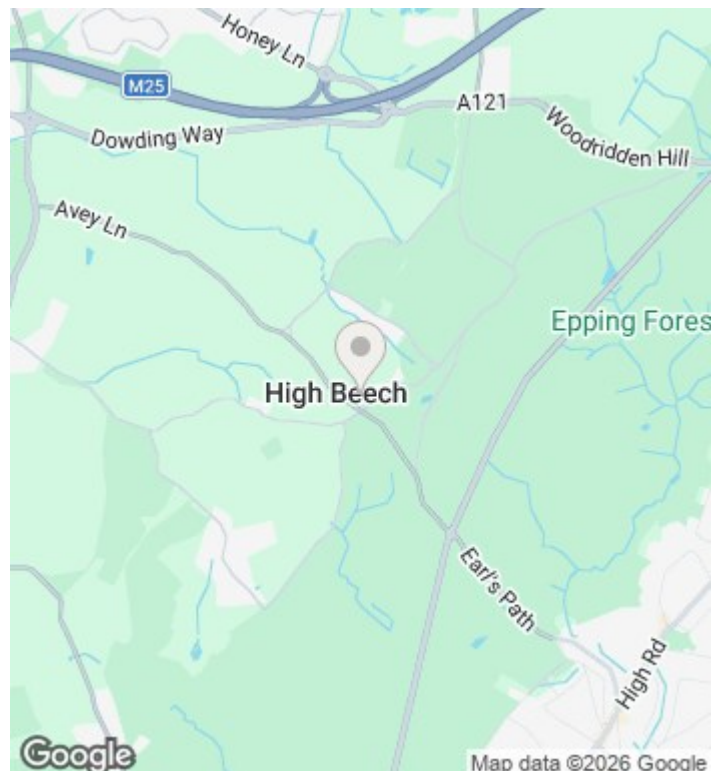 Honey Ln
M25
A121
Dowding Way
Woodridden Hill
Avey Ln
Epping Fores
High Beech
Earl's Path
High Rd
Google
Map data ©2026 Google